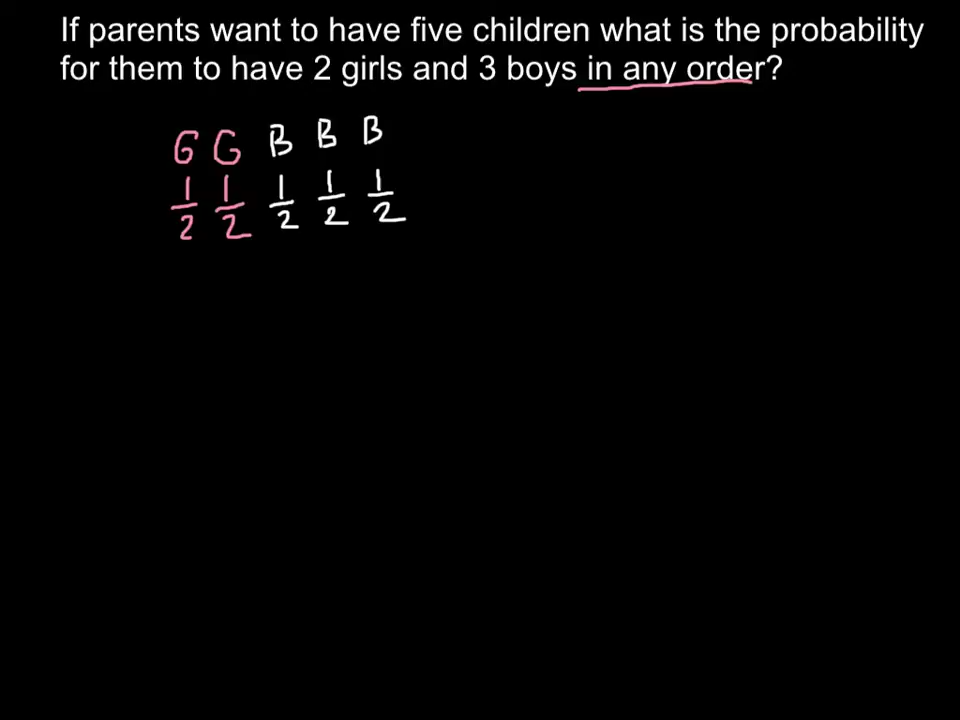 If parents want to have five children what is the probability
for them to have 2 girls and 3 boys in any order?
G G B B B
1/2 1/2 1/2 1/2 1/2